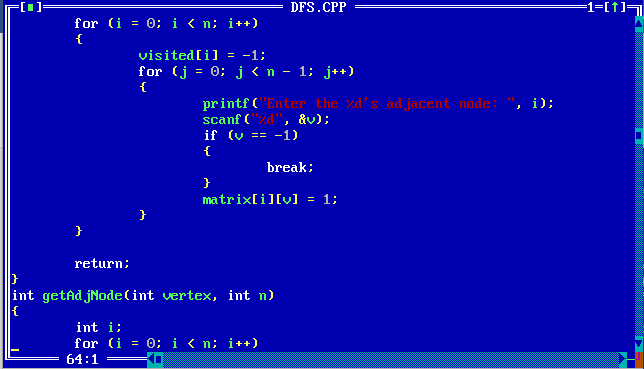 [■] DFS.CPP 1=[↑]
for (i = 0; i < n; i++)
{
visited[i] = -1;
for (j = 0; j < n - 1; j++)
{
printf("Enter the %d's adjacent node: ", i);
scanf("%d", &v);
if (v == -1)
{
break;
}
matrix[i][v] = 1;
}
}
return;
}
int getAdjNode(int vertex, int n)
{
int i;
for (i = 0; i < n; i++)
64:1